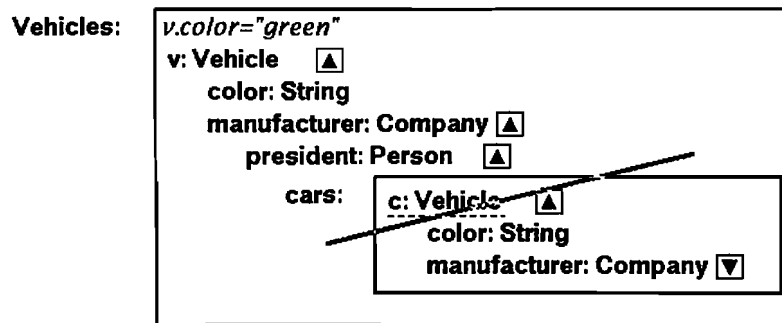 Vehicles: v.color="green"
v: Vehicle ▲
color: String
manufacturer: Company ▲
president: Person ▲
cars: c: Vehicle ▲
color: String
manufacturer: Company ▼